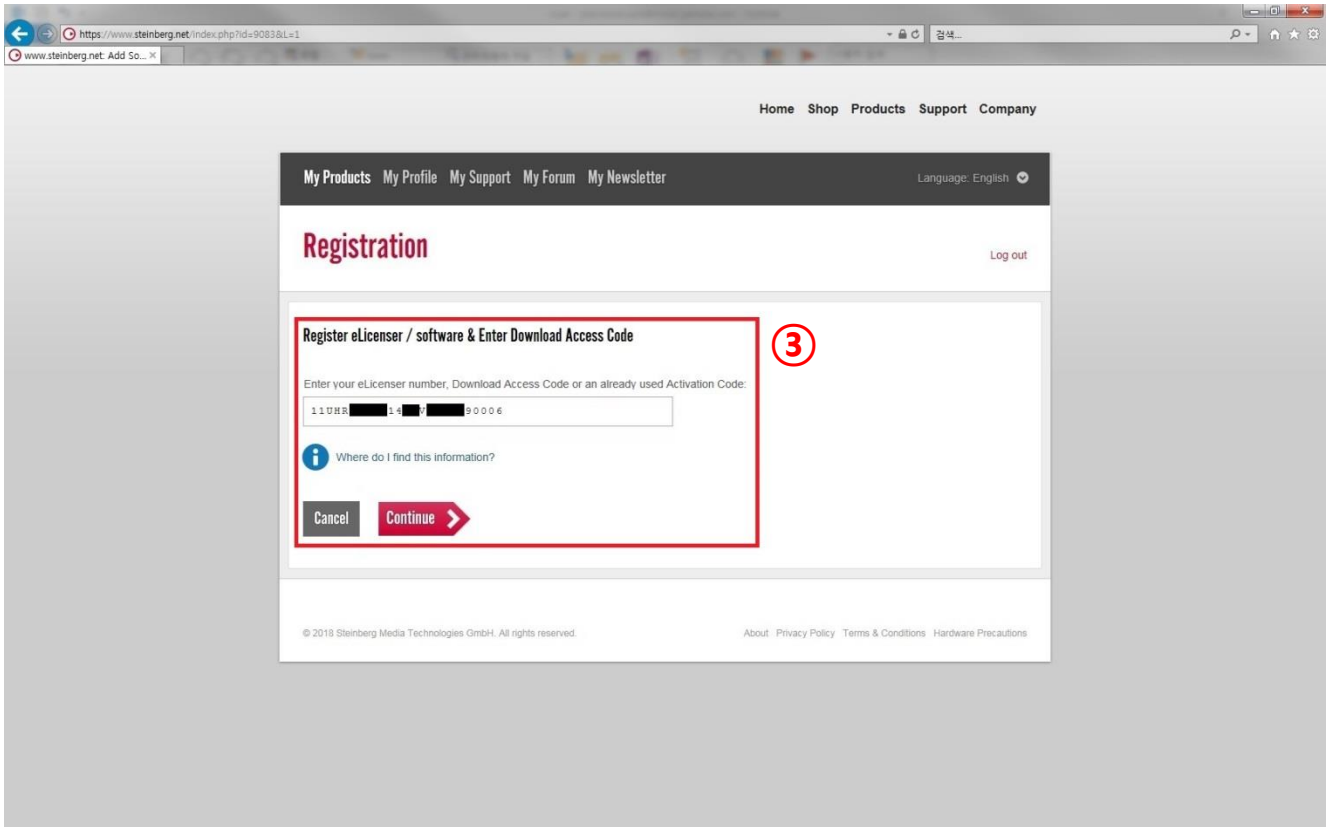 https://www.steinberg.net/index.php?id=9083&L=1
검색...
www.steinberg.net: Add So...
Home Shop Products Support Company
My Products My Profile My Support My Forum My Newsletter
Language: English
Registration
Log out
Register eLicenser / software & Enter Download Access Code
③
Enter your eLicenser number, Download Access Code or an already used Activation Code:
11UHR 14 V 90006
Where do I find this information?
Cancel
Continue
© 2018 Steinberg Media Technologies GmbH. All rights reserved.
About Privacy Policy Terms & Conditions Hardware Precautions